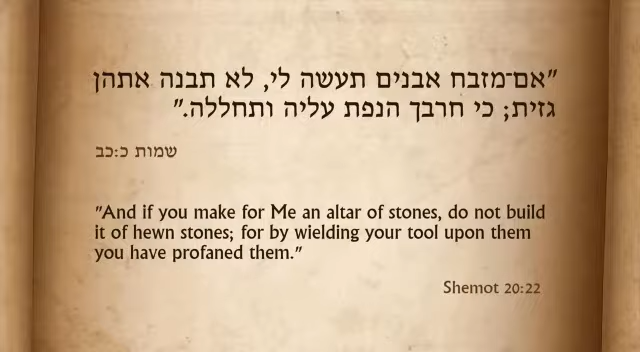 "אם־מזבח אבנים תעשה לי, לא תבנה אתהן
גזית; כי חרבך הנפת עליה ותחללה."
שמות כ:כב
"And if you make for Me an altar of stones, do not build
it of hewn stones; for by wielding your tool upon them
you have profaned them."
Shemot 20:22